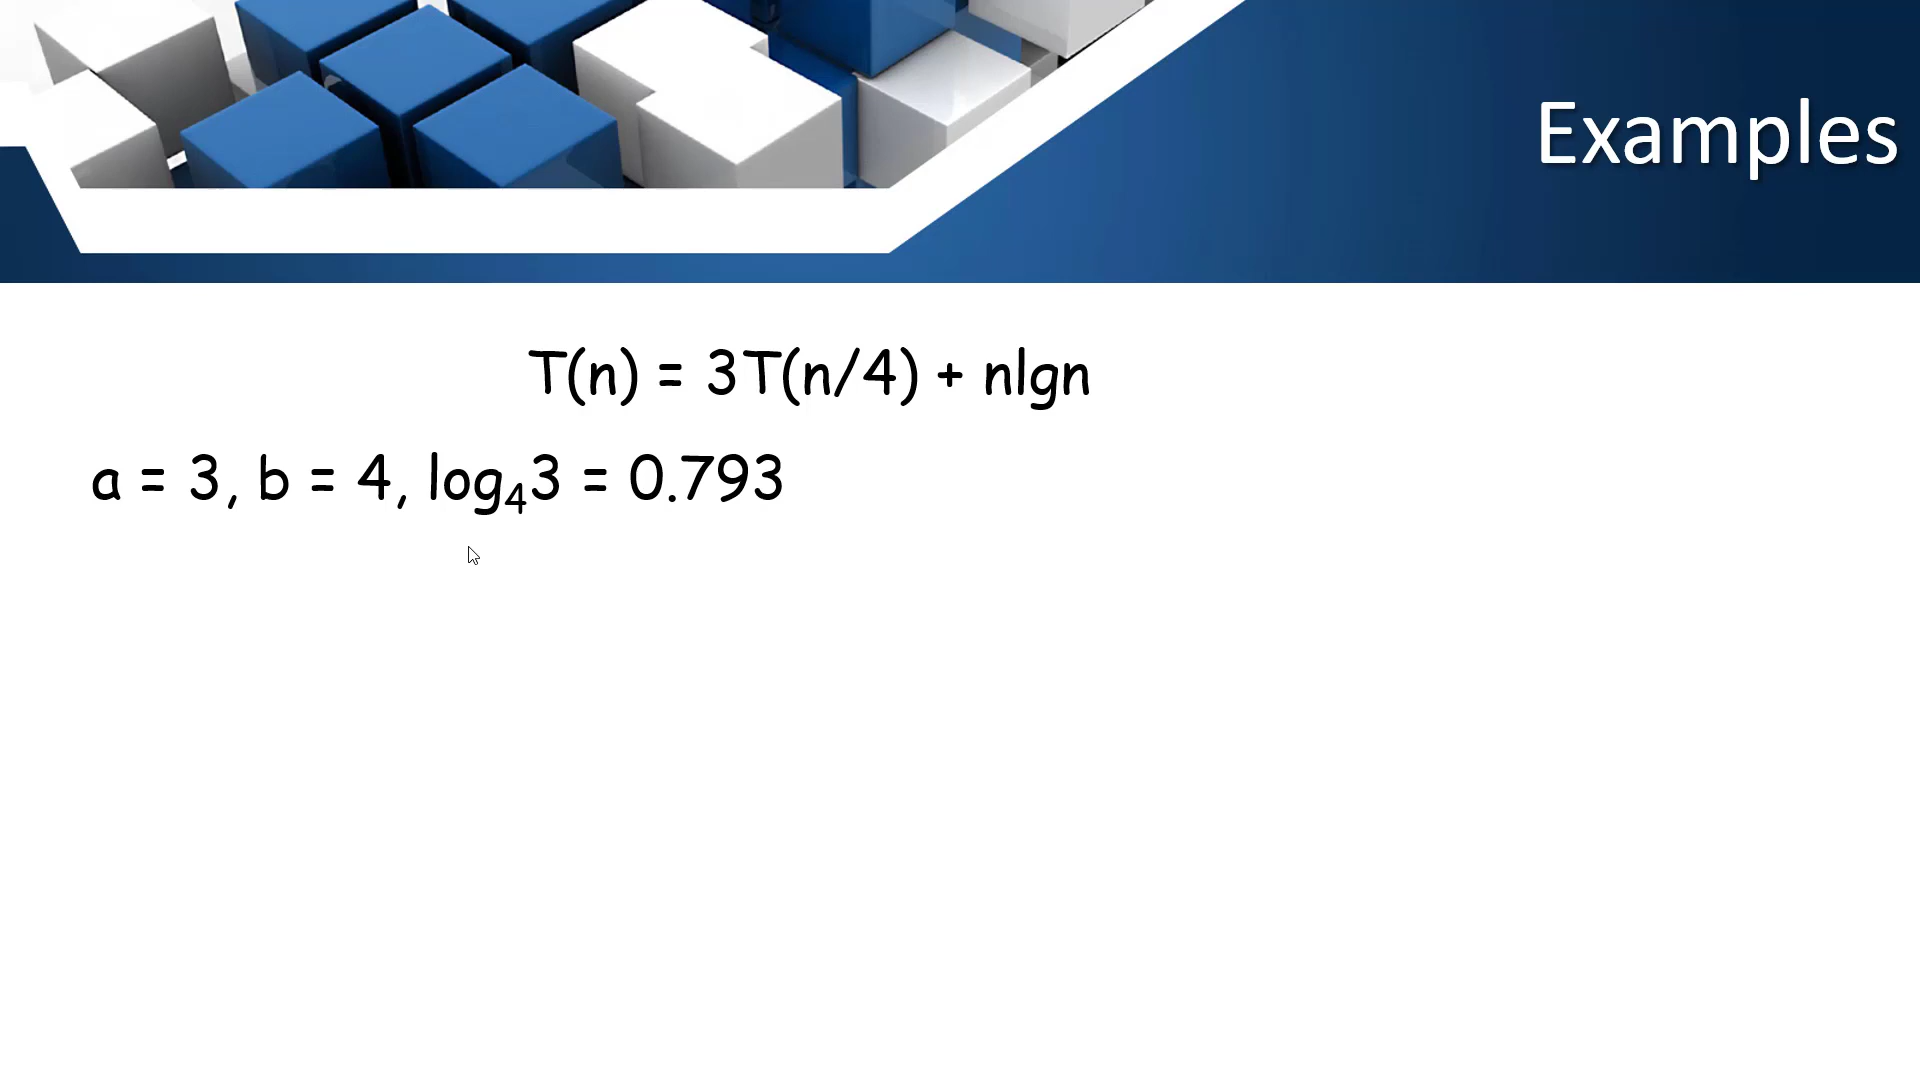 Examples
T(n) = 3T(n/4) + nlgn
a = 3, b = 4, log₄3 = 0.793